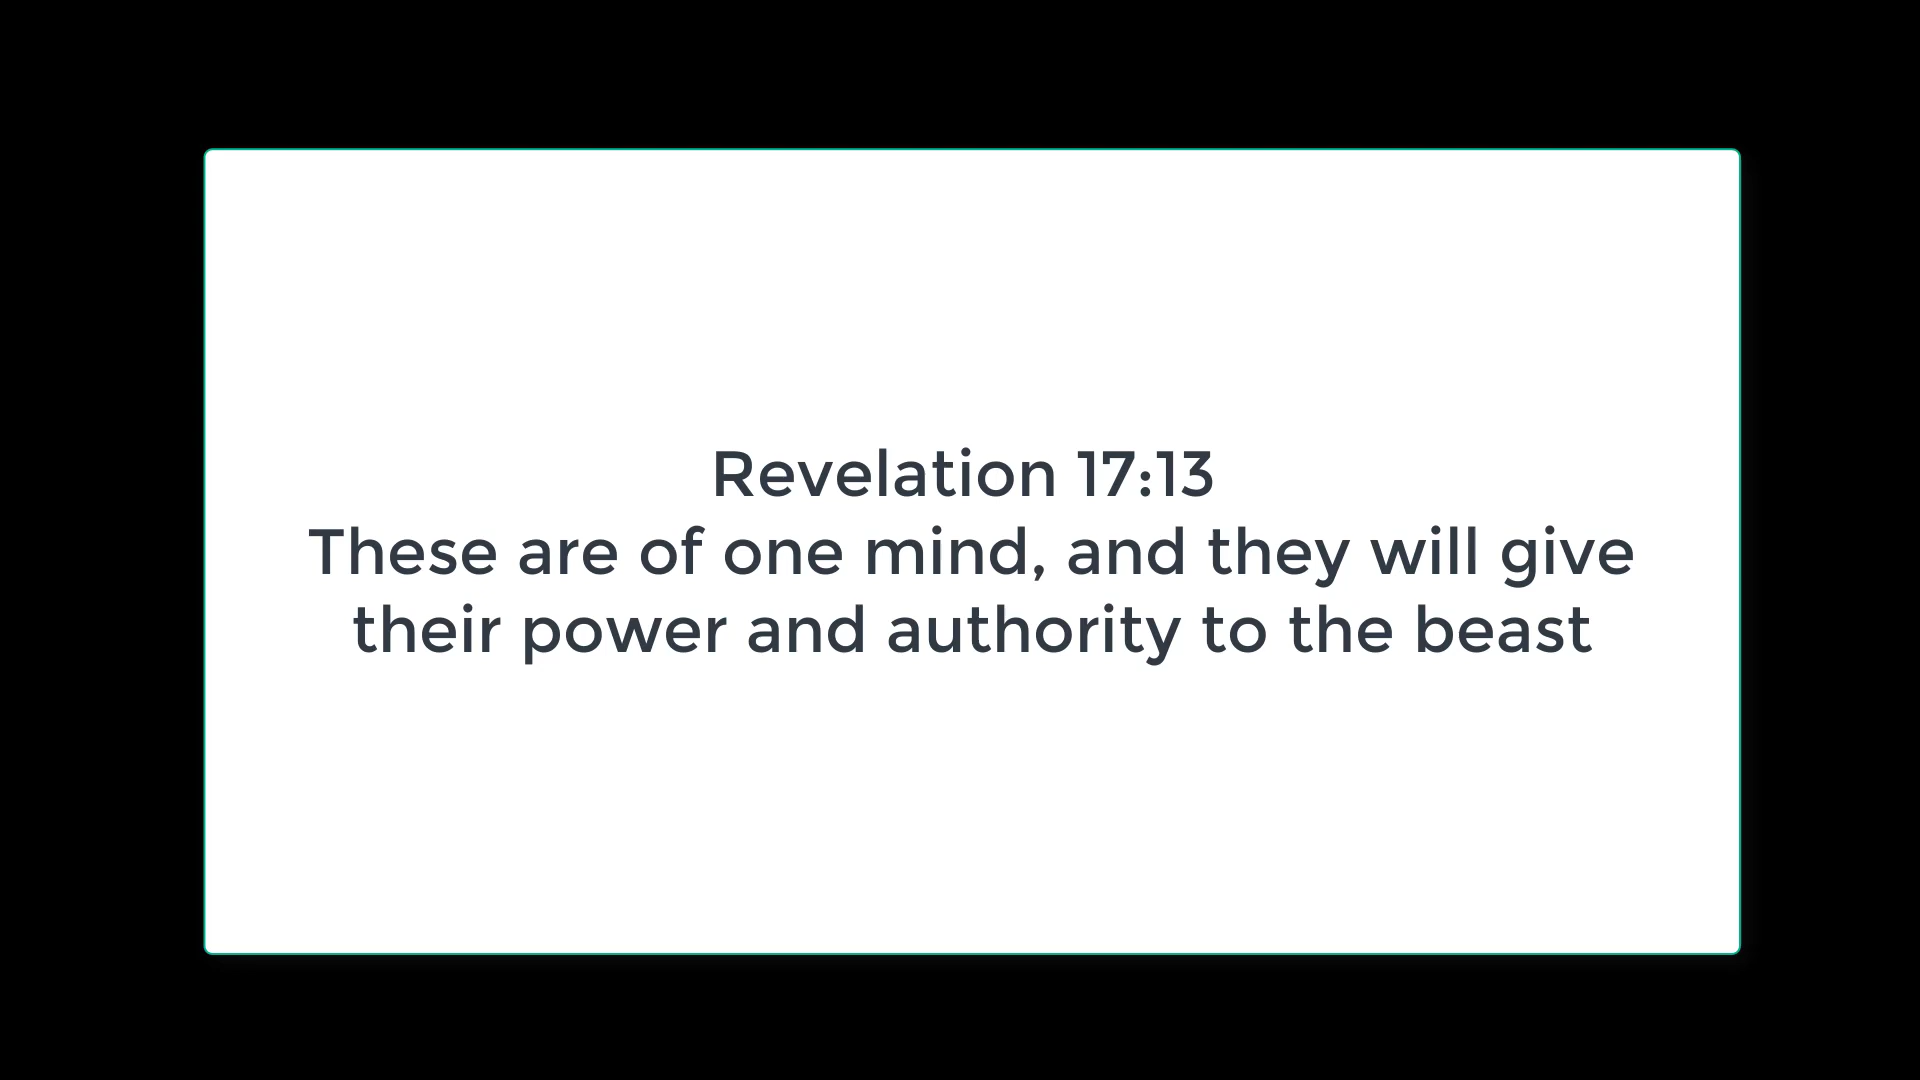 Revelation 17:13
These are of one mind, and they will give
their power and authority to the beast